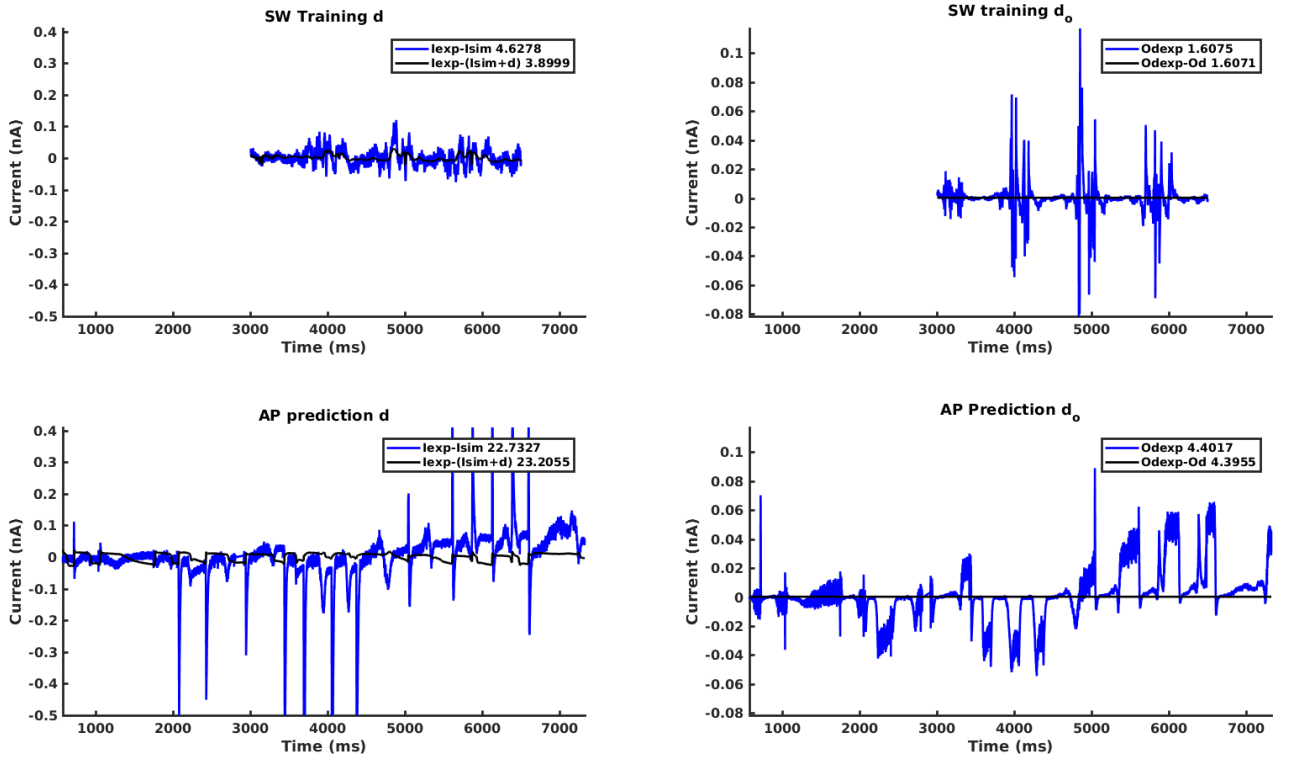 SW Training d
0.4
0.3
0.2
0.1
0
-0.1
-0.2
-0.3
-0.4
-0.5
Current (nA)
Iexp-Isim 4.6278
Iexp-(Isim+d) 3.8999
1000 2000 3000 4000 5000 6000 7000
Time (ms)
SW training do
0.1
0.08
0.06
0.04
0.02
0
-0.02
-0.04
-0.06
-0.08
Current (nA)
Odexp 1.6075
Odexp-Od 1.6071
1000 2000 3000 4000 5000 6000 7000
Time (ms)
AP prediction d
0.4
0.3
0.2
0.1
0
-0.1
-0.2
-0.3
-0.4
-0.5
Current (nA)
Iexp-Isim 22.7327
Iexp-(Isim+d) 23.2055
1000 2000 3000 4000 5000 6000 7000
Time (ms)
AP Prediction do
0.1
0.08
0.06
0.04
0.02
0
-0.02
-0.04
-0.06
-0.08
Current (nA)
Odexp 4.4017
Odexp-Od 4.3955
1000 2000 3000 4000 5000 6000 7000
Time (ms)